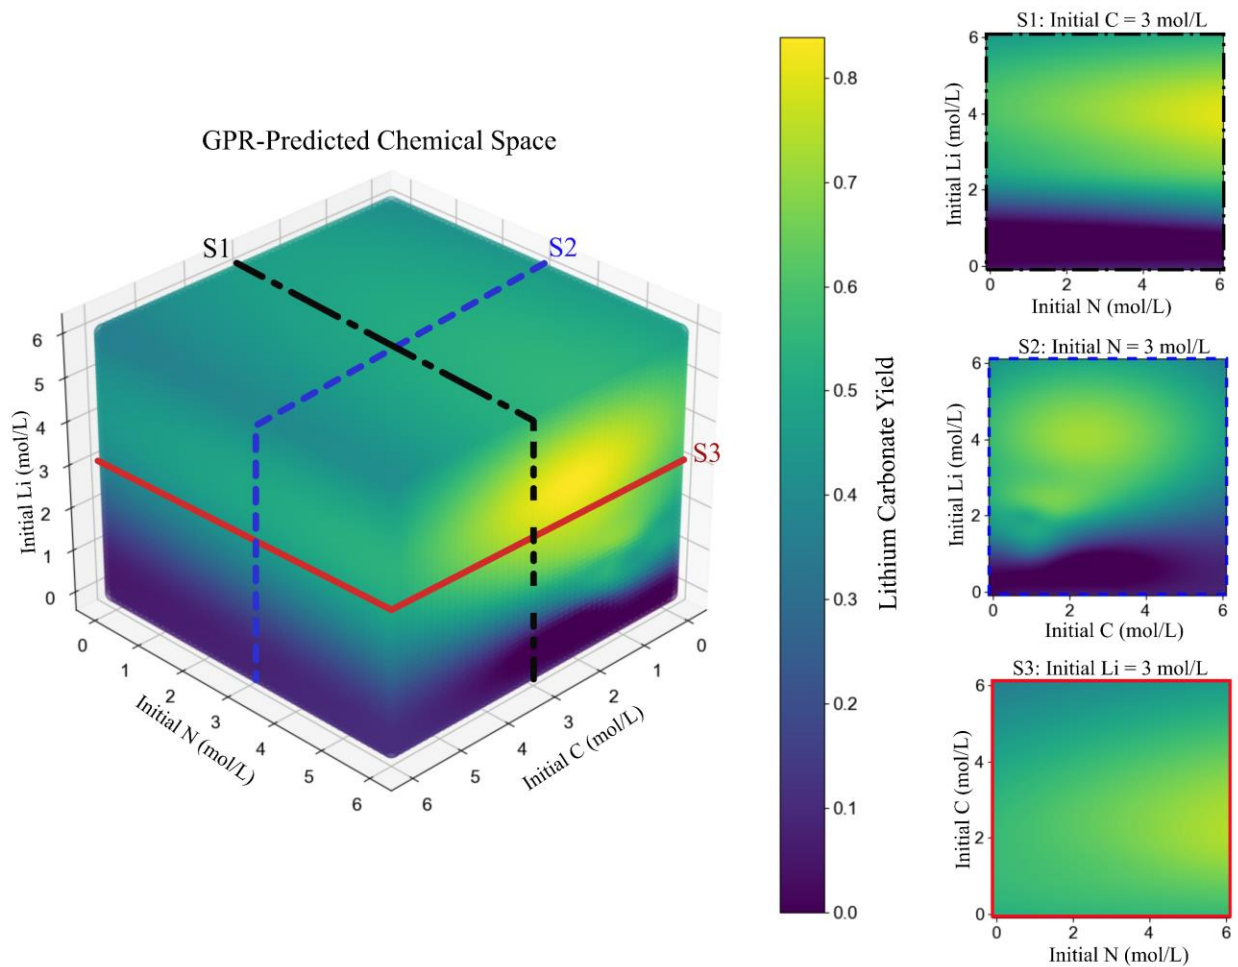 GPR-Predicted Chemical Space
S1
S2
S3
Initial Li (mol/L)
6
5
4
3
2
1
0
Initial N (mol/L)
0
1
2
3
4
5
6
Initial C (mol/L)
6
5
4
3
2
1
0
0.8
0.7
0.6
0.5
0.4
0.3
0.2
0.1
0.0
Lithium Carbonate Yield
S1: Initial C = 3 mol/L
Initial Li (mol/L)
6
4
2
0
0 2 4 6
Initial N (mol/L)
S2: Initial N = 3 mol/L
Initial Li (mol/L)
6
4
2
0
0 2 4 6
Initial C (mol/L)
S3: Initial Li = 3 mol/L
Initial C (mol/L)
6
4
2
0
0 2 4 6
Initial N (mol/L)